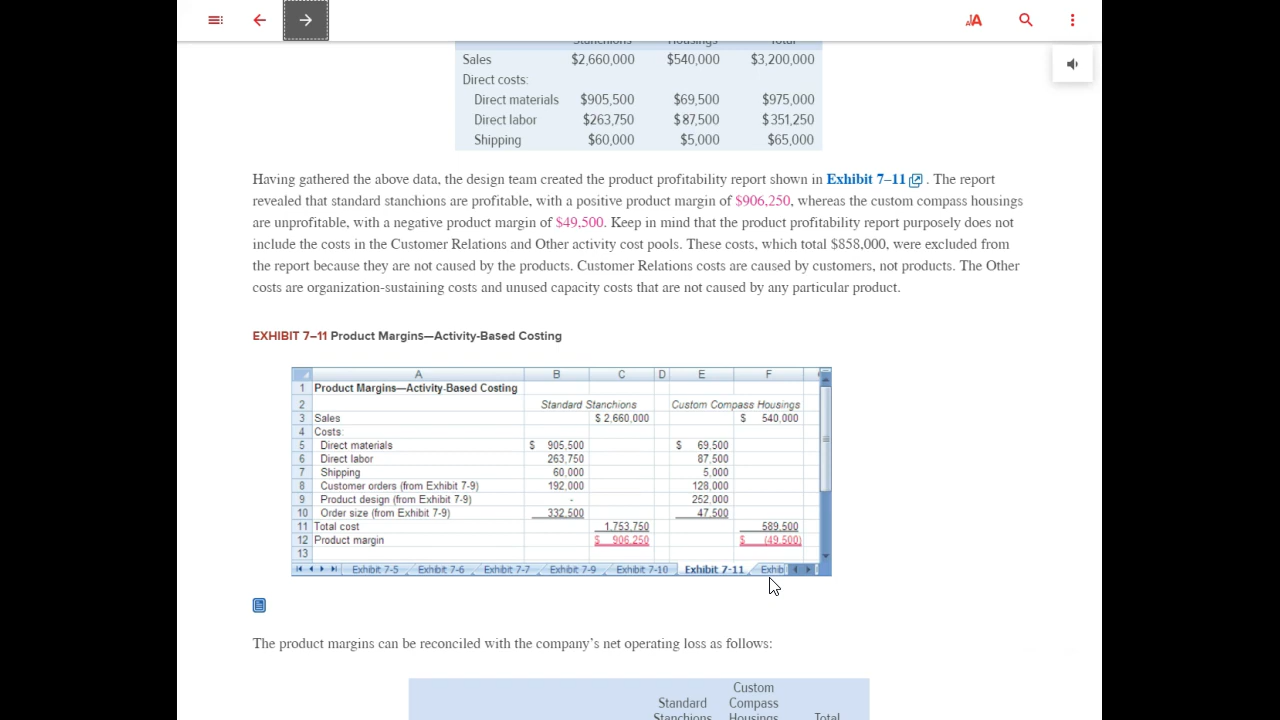 Stanchions Housings Total
Sales $2,660,000 $540,000 $3,200,000
Direct costs:
Direct materials $905,500 $69,500 $975,000
Direct labor $263,750 $87,500 $351,250
Shipping $60,000 $5,000 $65,000
Having gathered the above data, the design team created the product profitability report shown in Exhibit 7–11 . The report
revealed that standard stanchions are profitable, with a positive product margin of $906,250, whereas the custom compass housings
are unprofitable, with a negative product margin of $49,500. Keep in mind that the product profitability report purposely does not
include the costs in the Customer Relations and Other activity cost pools. These costs, which total $858,000, were excluded from
the report because they are not caused by the products. Customer Relations costs are caused by customers, not products. The Other
costs are organization-sustaining costs and unused capacity costs that are not caused by any particular product.
EXHIBIT 7–11 Product Margins—Activity-Based Costing
A B C D E F
1 Product Margins—Activity-Based Costing
2 Standard Stanchions Custom Compass Housings
3 Sales $ 2,660,000 $ 540,000
4 Costs:
5 Direct materials $ 905,500 $ 69,500
6 Direct labor 263,750 87,500
7 Shipping 60,000 5,000
8 Customer orders (from Exhibit 7-9) 192,000 128,000
9 Product design (from Exhibit 7-9) - 252,000
10 Order size (from Exhibit 7-9) 332,500 47,500
11 Total cost 1,753,750 589,500
12 Product margin $ 906,250 $ (49,500)
13
Exhibit 7-5 Exhibit 7-6 Exhibit 7-7 Exhibit 7-9 Exhibit 7-10 Exhibit 7-11 Exhib
The product margins can be reconciled with the company’s net operating loss as follows:
Custom
Standard Compass
Stanchions Housings Total